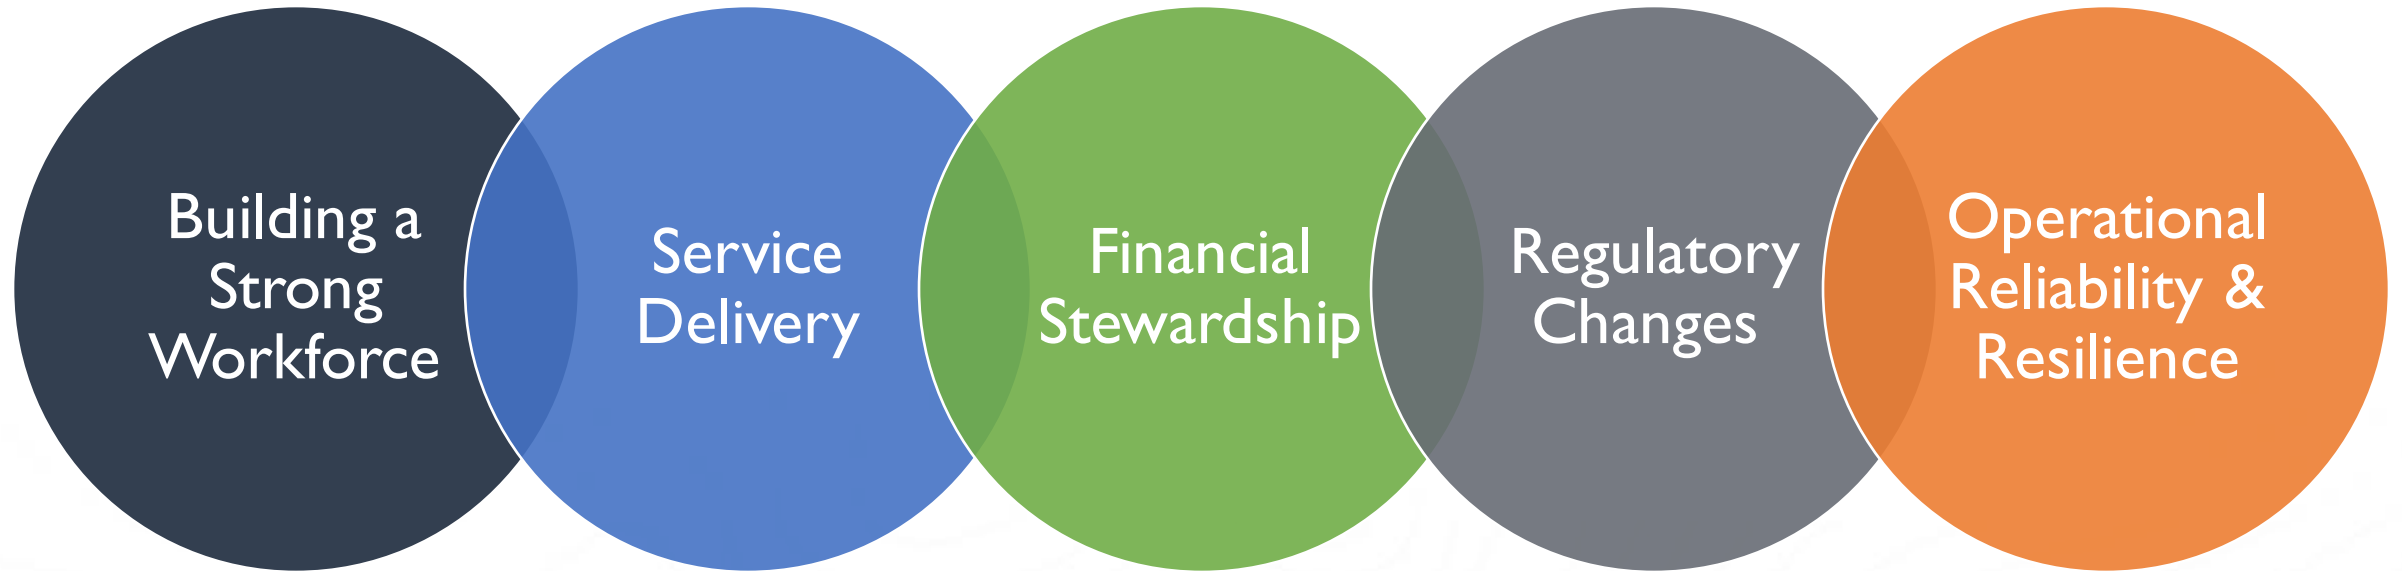 Building a
Strong
Workforce
Service
Delivery
Financial
Stewardship
Regulatory
Changes
Operational
Reliability &
Resilience